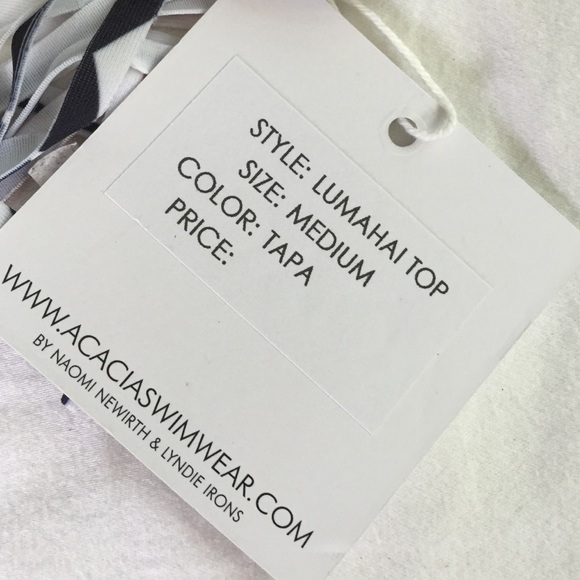 STYLE: LUMAHAI TOP
SIZE: MEDIUM
COLOR: TAPA
PRICE:
WWW.ACACIASWIMWEAR.COM
BY NAOMI NEWIRTH & LYNDIE IRONS